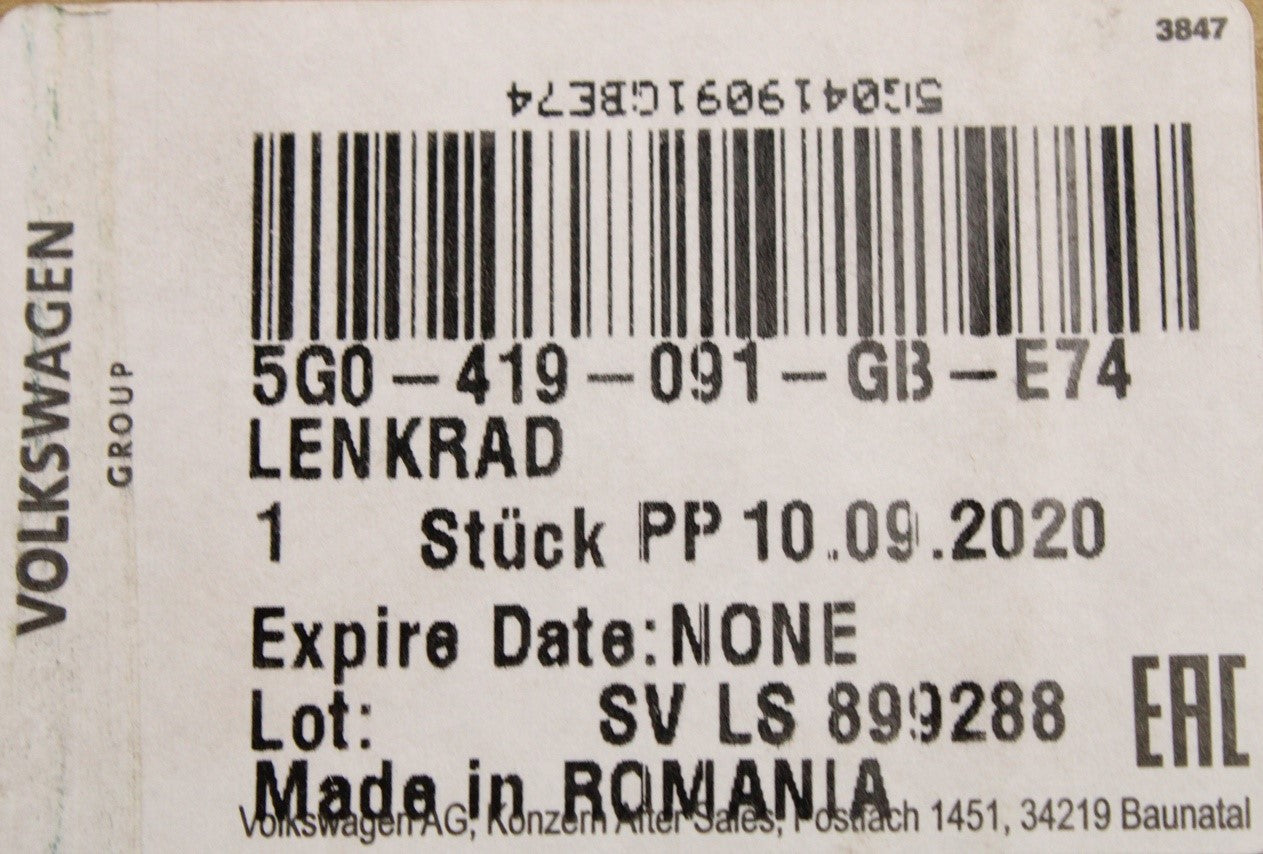 3847
5G0419091GBE74
VOLKSWAGEN
GROUP
5G0-419-091-GB-E74
LENKRAD
1 Stück PP 10.09.2020
Expire Date:NONE
Lot: SV LS 899288
EAC
Made in ROMANIA
Volkswagen AG, Konzern After Sales, Postfach 1451, 34219 Baunatal